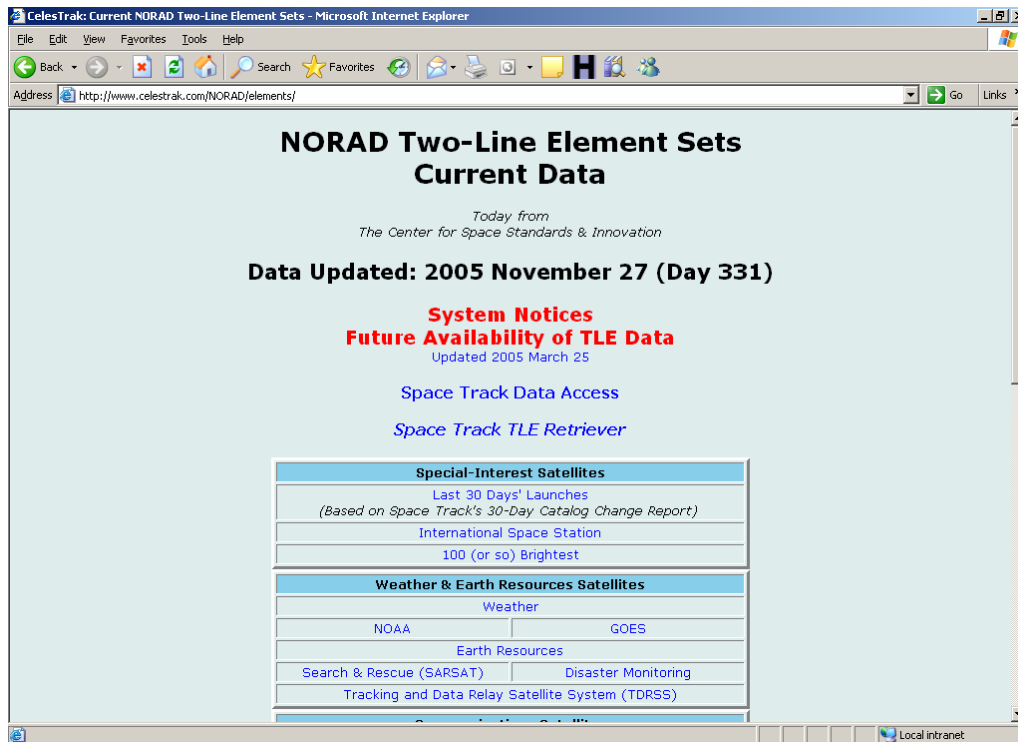 CelesTrak: Current NORAD Two-Line Element Sets - Microsoft Internet Explorer
File Edit View Favorites Tools Help
Back Search Favorites H
Address http://www.celestrak.com/NORAD/elements/ Go Links
NORAD Two-Line Element Sets
Current Data
Today from
The Center for Space Standards & Innovation
Data Updated: 2005 November 27 (Day 331)
System Notices
Future Availability of TLE Data
Updated 2005 March 25
Space Track Data Access
Space Track TLE Retriever
Special-Interest Satellites
Last 30 Days' Launches
(Based on Space Track's 30-Day Catalog Change Report)
International Space Station
100 (or so) Brightest
Weather & Earth Resources Satellites
Weather
NOAA GOES
Earth Resources
Search & Rescue (SARSAT) Disaster Monitoring
Tracking and Data Relay Satellite System (TDRSS)
Local intranet